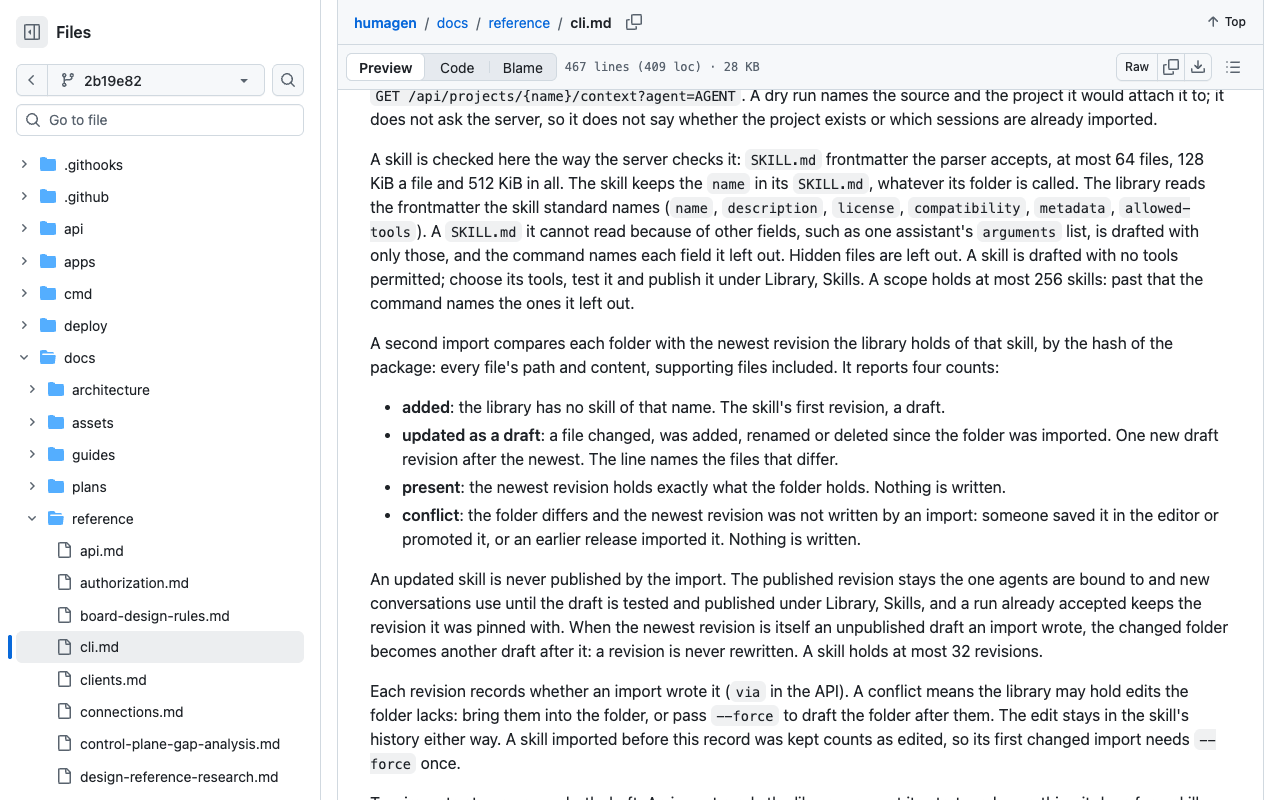 Files
2b19e82
Go to file
.githooks
.github
api
apps
cmd
deploy
docs
architecture
assets
guides
plans
reference
api.md
authorization.md
board-design-rules.md
cli.md
clients.md
connections.md
control-plane-gap-analysis.md
design-reference-research.md
humagen / docs / reference / cli.md
Top
Preview Code Blame 467 lines (409 loc) · 28 KB
Raw
GET /api/projects/{name}/context?agent=AGENT . A dry run names the source and the project it would attach it to; it
does not ask the server, so it does not say whether the project exists or which sessions are already imported.
A skill is checked here the way the server checks it: SKILL.md frontmatter the parser accepts, at most 64 files, 128
KiB a file and 512 KiB in all. The skill keeps the name in its SKILL.md , whatever its folder is called. The library reads
the frontmatter the skill standard names ( name , description , license , compatibility , metadata , allowed-
tools ). A SKILL.md it cannot read because of other fields, such as one assistant's arguments list, is drafted with
only those, and the command names each field it left out. Hidden files are left out. A skill is drafted with no tools
permitted; choose its tools, test it and publish it under Library, Skills. A scope holds at most 256 skills: past that the
command names the ones it left out.
A second import compares each folder with the newest revision the library holds of that skill, by the hash of the
package: every file's path and content, supporting files included. It reports four counts:
• added: the library has no skill of that name. The skill's first revision, a draft.
• updated as a draft: a file changed, was added, renamed or deleted since the folder was imported. One new draft
revision after the newest. The line names the files that differ.
• present: the newest revision holds exactly what the folder holds. Nothing is written.
• conflict: the folder differs and the newest revision was not written by an import: someone saved it in the editor or
promoted it, or an earlier release imported it. Nothing is written.
An updated skill is never published by the import. The published revision stays the one agents are bound to and new
conversations use until the draft is tested and published under Library, Skills, and a run already accepted keeps the
revision it was pinned with. When the newest revision is itself an unpublished draft an import wrote, the changed folder
becomes another draft after it: a revision is never rewritten. A skill holds at most 32 revisions.
Each revision records whether an import wrote it ( via in the API). A conflict means the library may hold edits the
folder lacks: bring them into the folder, or pass --force to draft the folder after them. The edit stays in the skill's
history either way. A skill imported before this record was kept counts as edited, so its first changed import needs --
force once.